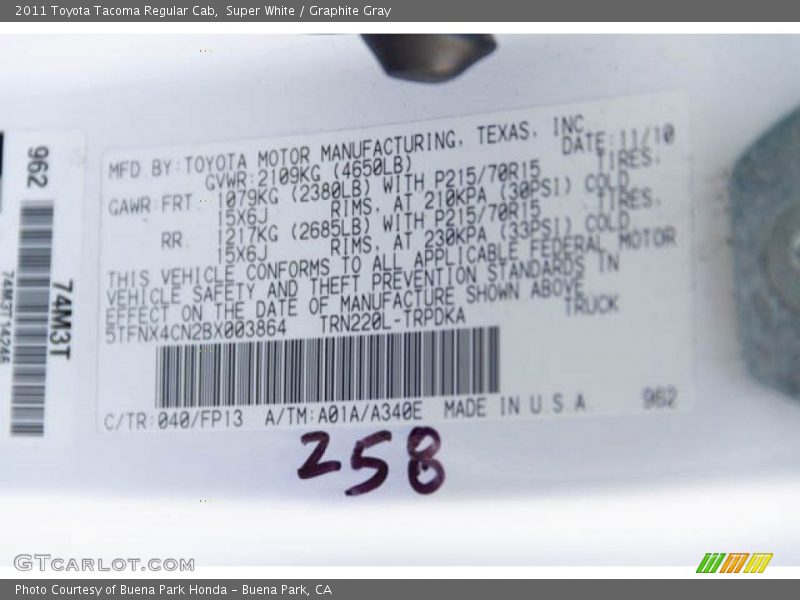 2011 Toyota Tacoma Regular Cab,  Super White / Graphite Gray
962
74M3T
MFD BY:TOYOTA MOTOR MANUFACTURING, TEXAS, INC.
DATE:11/10
GVWR:2109KG (4650LB)
GAWR:FRT 1079KG (2380LB) WITH P215/70R15 TIRES,
15X6J RIMS, AT 210KPA (30PSI) COLD
RR 1217KG (2685LB) WITH P215/70R15 TIRES,
15X6J RIMS, AT 230KPA (33PSI) COLD
THIS VEHICLE CONFORMS TO ALL APPLICABLE FEDERAL MOTOR
VEHICLE SAFETY AND THEFT PREVENTION STANDARDS IN
EFFECT ON THE DATE OF MANUFACTURE SHOWN ABOVE
5TFNX4CN2BX003864 TRN220L-TRPDKA TRUCK
C/TR:040/FP13 A/TM:A01A/A340E MADE IN U.S.A 962
258
GTCARLOT.COM
Photo Courtesy of Buena Park Honda - Buena Park, CA